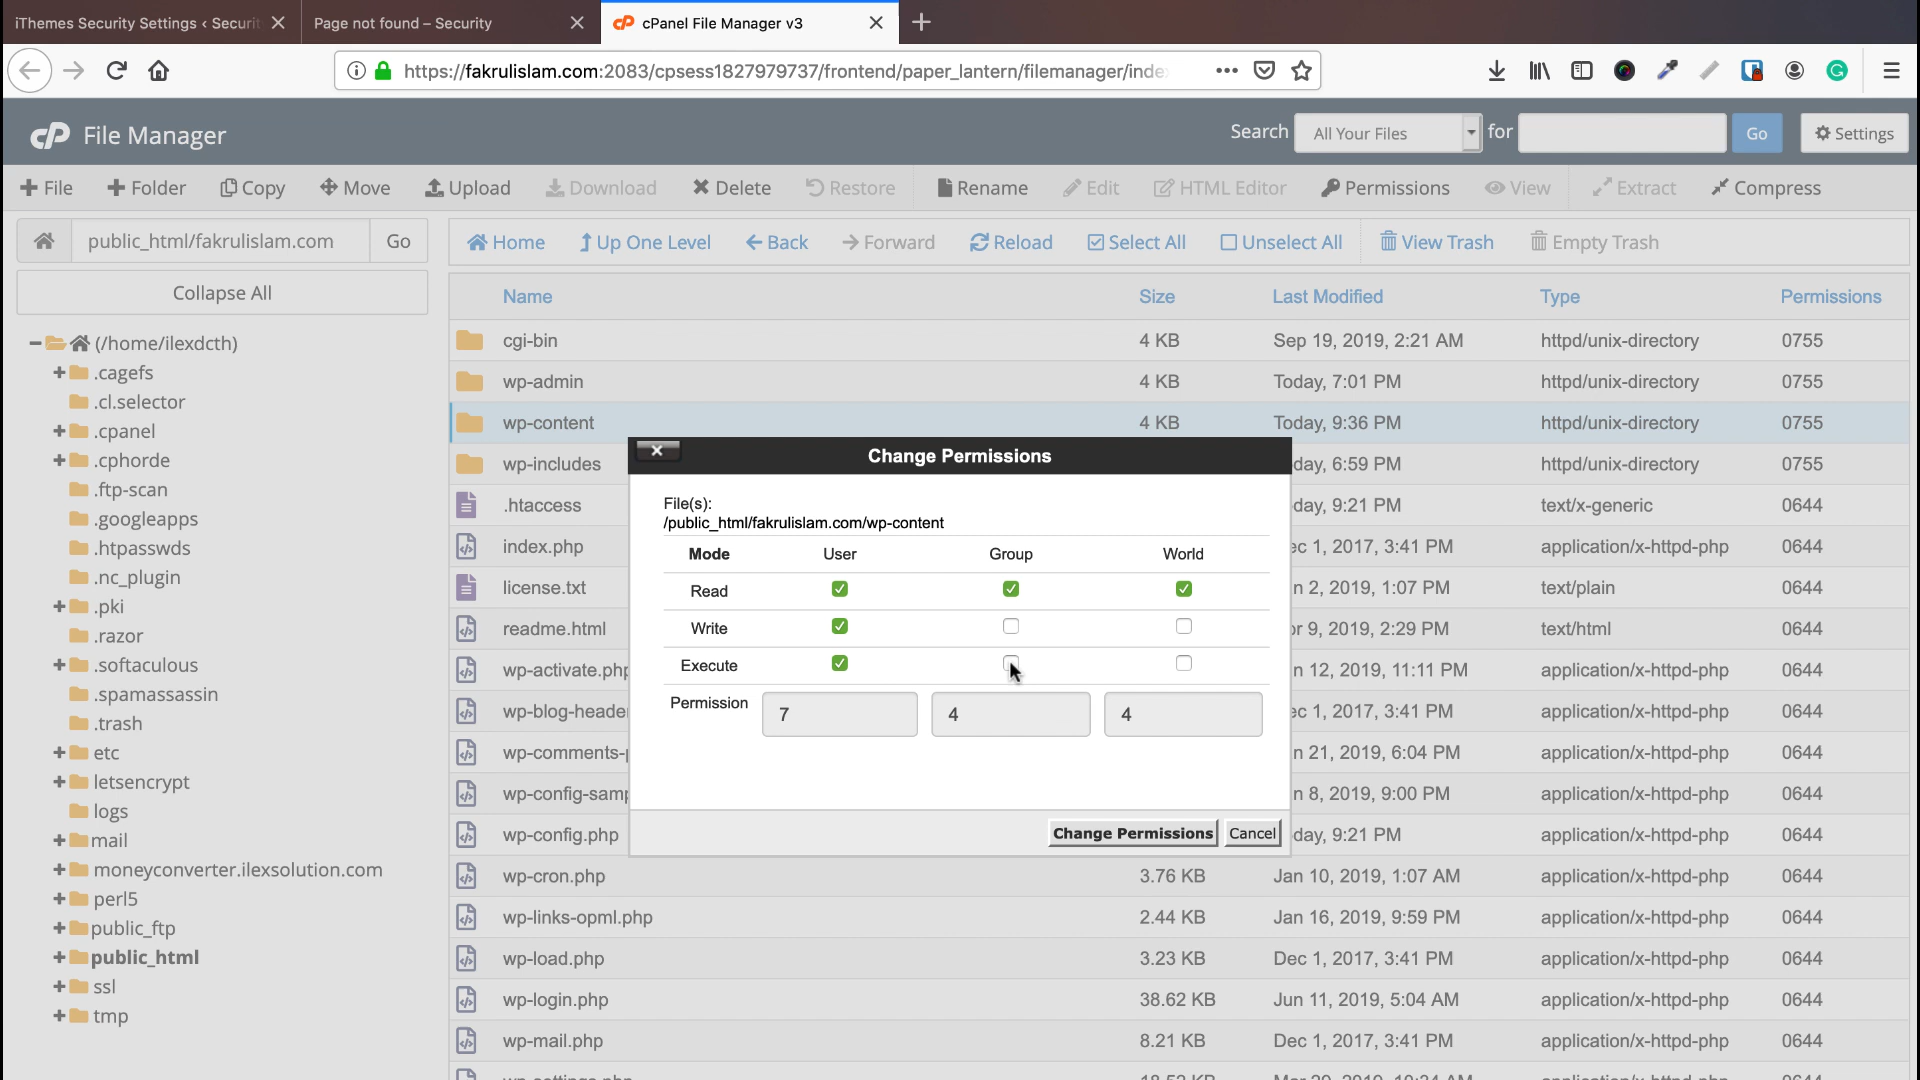 iThemes Security Settings ‹ Securit
Page not found – Security
cPanel File Manager v3
https://fakrulislam.com:2083/cpsess1827979737/frontend/paper_lantern/filemanager/inde
cP File Manager
Search All Your Files for Go Settings
File Folder Copy Move Upload Download Delete Restore Rename Edit HTML Editor Permissions View Extract Compress
public_html/fakrulislam.com Go
Home Up One Level Back Forward Reload Select All Unselect All View Trash Empty Trash
Collapse All
(/home/ilexdcth)
.cagefs
.cl.selector
.cpanel
.cphorde
.ftp-scan
.googleapps
.htpasswds
.nc_plugin
.pki
.razor
.softaculous
.spamassassin
.trash
etc
letsencrypt
logs
mail
moneyconverter.ilexsolution.com
perl5
public_ftp
public_html
ssl
tmp
Name Size Last Modified Type Permissions
cgi-bin 4 KB Sep 19, 2019, 2:21 AM httpd/unix-directory 0755
wp-admin 4 KB Today, 7:01 PM httpd/unix-directory 0755
wp-content 4 KB Today, 9:36 PM httpd/unix-directory 0755
wp-includes day, 6:59 PM httpd/unix-directory 0755
.htaccess day, 9:21 PM text/x-generic 0644
index.php ec 1, 2017, 3:41 PM application/x-httpd-php 0644
license.txt n 2, 2019, 1:07 PM text/plain 0644
readme.html or 9, 2019, 2:29 PM text/html 0644
wp-activate.php n 12, 2019, 11:11 PM application/x-httpd-php 0644
wp-blog-heade ec 1, 2017, 3:41 PM application/x-httpd-php 0644
wp-comments- n 21, 2019, 6:04 PM application/x-httpd-php 0644
wp-config-sam n 8, 2019, 9:00 PM application/x-httpd-php 0644
wp-config.php day, 9:21 PM application/x-httpd-php 0644
wp-cron.php 3.76 KB Jan 10, 2019, 1:07 AM application/x-httpd-php 0644
wp-links-opml.php 2.44 KB Jan 16, 2019, 9:59 PM application/x-httpd-php 0644
wp-load.php 3.23 KB Dec 1, 2017, 3:41 PM application/x-httpd-php 0644
wp-login.php 38.62 KB Jun 11, 2019, 5:04 AM application/x-httpd-php 0644
wp-mail.php 8.21 KB Dec 1, 2017, 3:41 PM application/x-httpd-php 0644
Change Permissions
File(s):
/public_html/fakrulislam.com/wp-content
Mode User Group World
Read
Write
Execute
Permission 7 4 4
Change Permissions Cancel